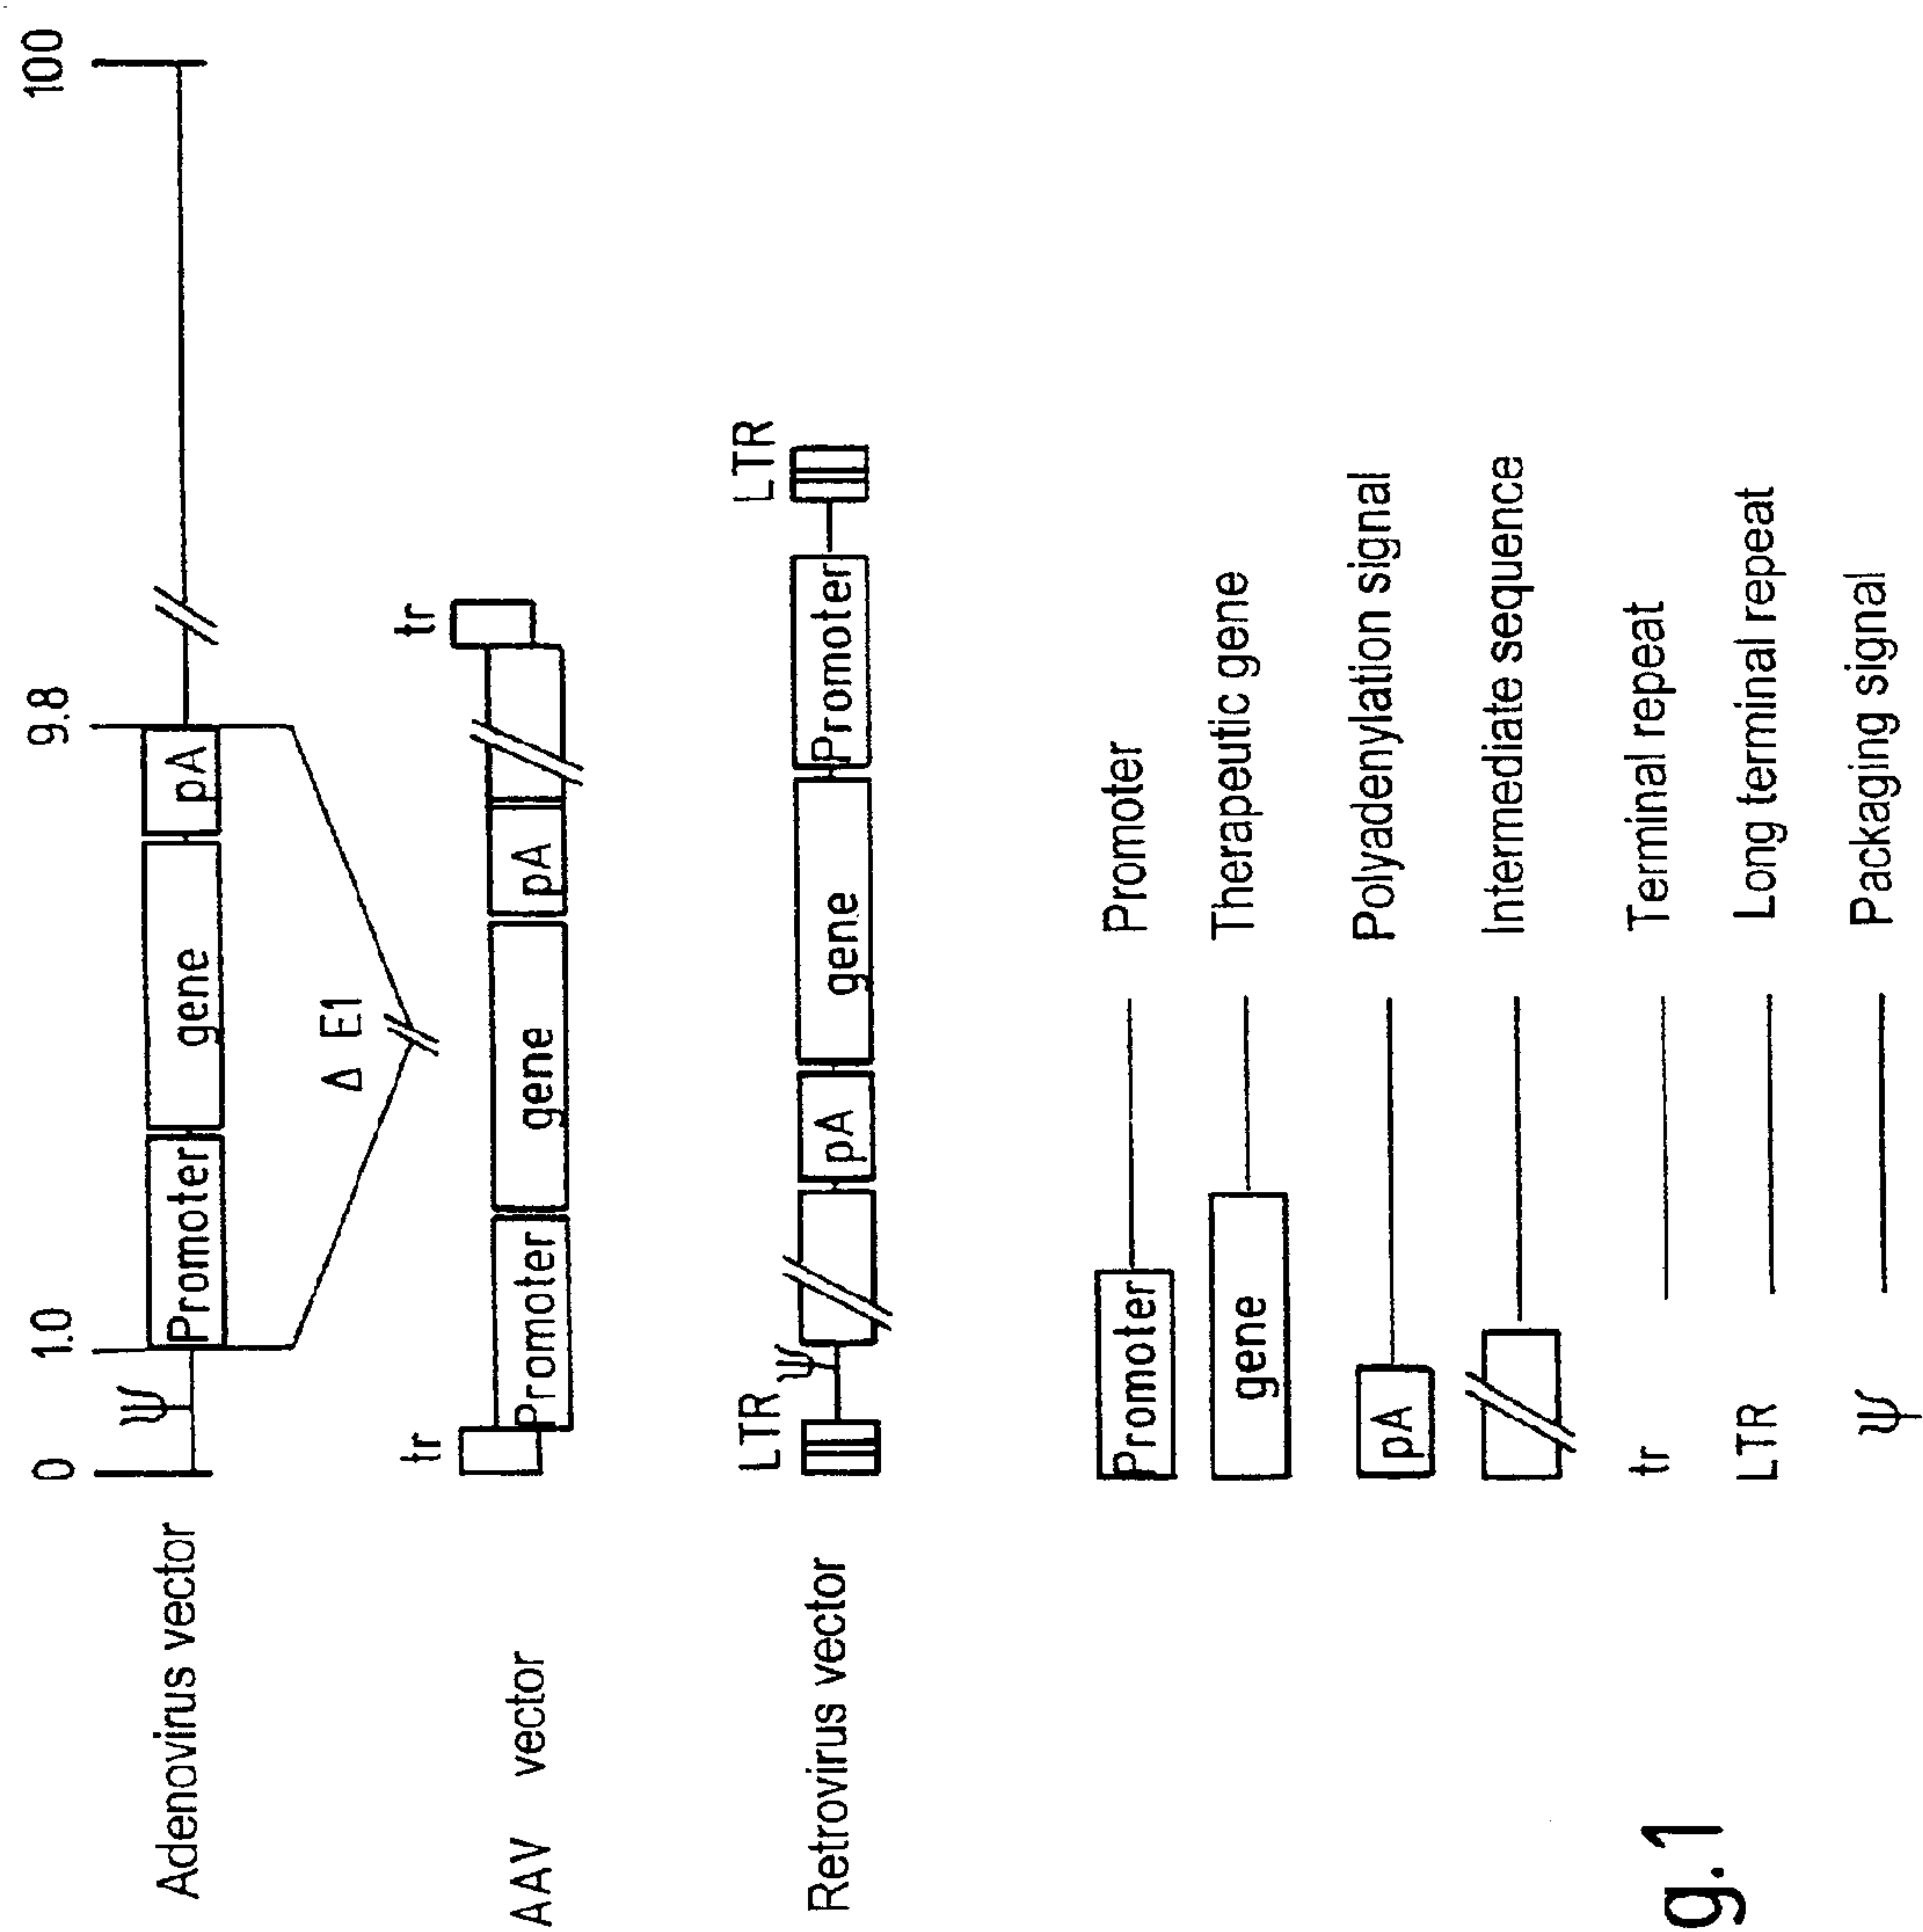 0 1.0 9.8 100
Adenovirus vector ψ Promoter gene pA
Δ E1
tr tr
AAV vector Promoter gene pA
LTR ψ LTR
Retrovirus vector pA gene Promoter
Promoter Promoter
gene Therapeutic gene
pA Polyadenylation signal
Intermediate sequence
tr Terminal repeat
LTR Long terminal repeat
ψ Packaging signal
g.1